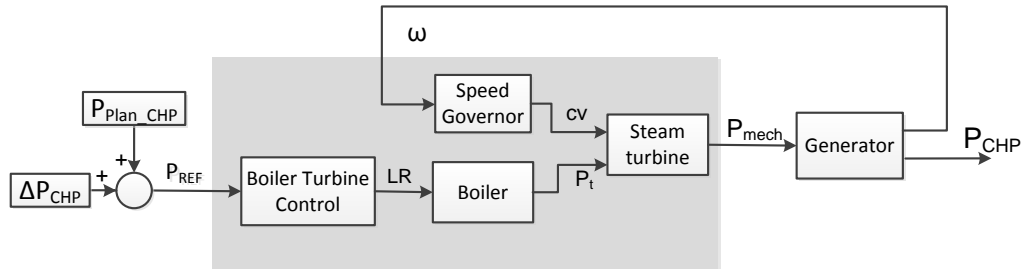 ω
P_Plan_CHP
+
+
ΔP_CHP
P_REF
Speed
Governor
cv
Boiler Turbine
Control
LR
Boiler
P_t
Steam
turbine
P_mech
Generator
P_CHP